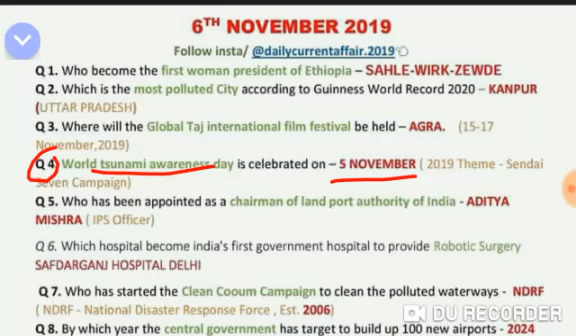 6TH NOVEMBER 2019
Follow insta/ @dailycurrentaffair.2019
Q 1. Who become the first woman president of Ethiopia – SAHLE-WIRK-ZEWDE
Q 2. Which is the most polluted City according to Guinness World Record 2020 – KANPUR
(UTTAR PRADESH)
Q 3. Where will the Global Taj international film festival be held – AGRA. (15-17
November,2019)
Q 4. World tsunami awareness day is celebrated on – 5 NOVEMBER ( 2019 Theme - Sendai
Seven Campaign)
Q 5. Who has been appointed as a chairman of land port authority of India - ADITYA
MISHRA ( IPS Officer)
Q 6. Which hospital become india's first government hospital to provide Robotic Surgery
SAFDARGANJ HOSPITAL DELHI
Q 7. Who has started the Clean Cooum Campaign to clean the polluted waterways - NDRF
( NDRF - National Disaster Response Force , Est. 2006)
DU RECORDER
Q 8. By which year the central government has target to build up 100 new airports - 2024